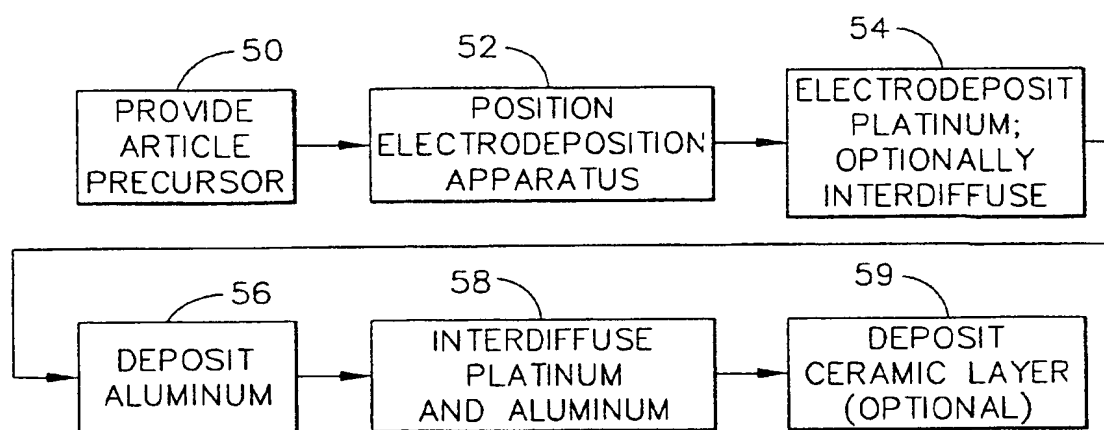 50
PROVIDE
ARTICLE
PRECURSOR
52
POSITION
ELECTRODEPOSITION
APPARATUS
54
ELECTRODEPOSIT
PLATINUM;
OPTIONALLY
INTERDIFFUSE
56
DEPOSIT
ALUMINUM
58
INTERDIFFUSE
PLATINUM
AND ALUMINUM
59
DEPOSIT
CERAMIC LAYER
(OPTIONAL)